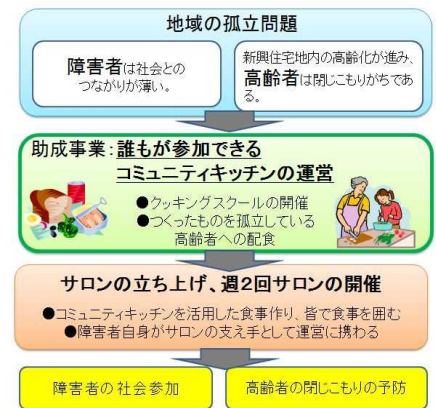 地域の孤立問題
障害者は社会との
つながりが薄い。
新興住宅地内の高齢化が進み、
高齢者は閉じこもりがちであ
る。
助成事業：誰もが参加できる
コミュニティキッチンの運営
●クッキングスクールの開催
●つくったものを孤立している
高齢者への配食
サロンの立ち上げ、週2回サロンの開催
●コミュニティキッチンを活用した食事作り、皆で食事を囲む
●障害者自身がサロンの支え手として運営に携わる
障害者の社会参加
高齢者の閉じこもりの予防